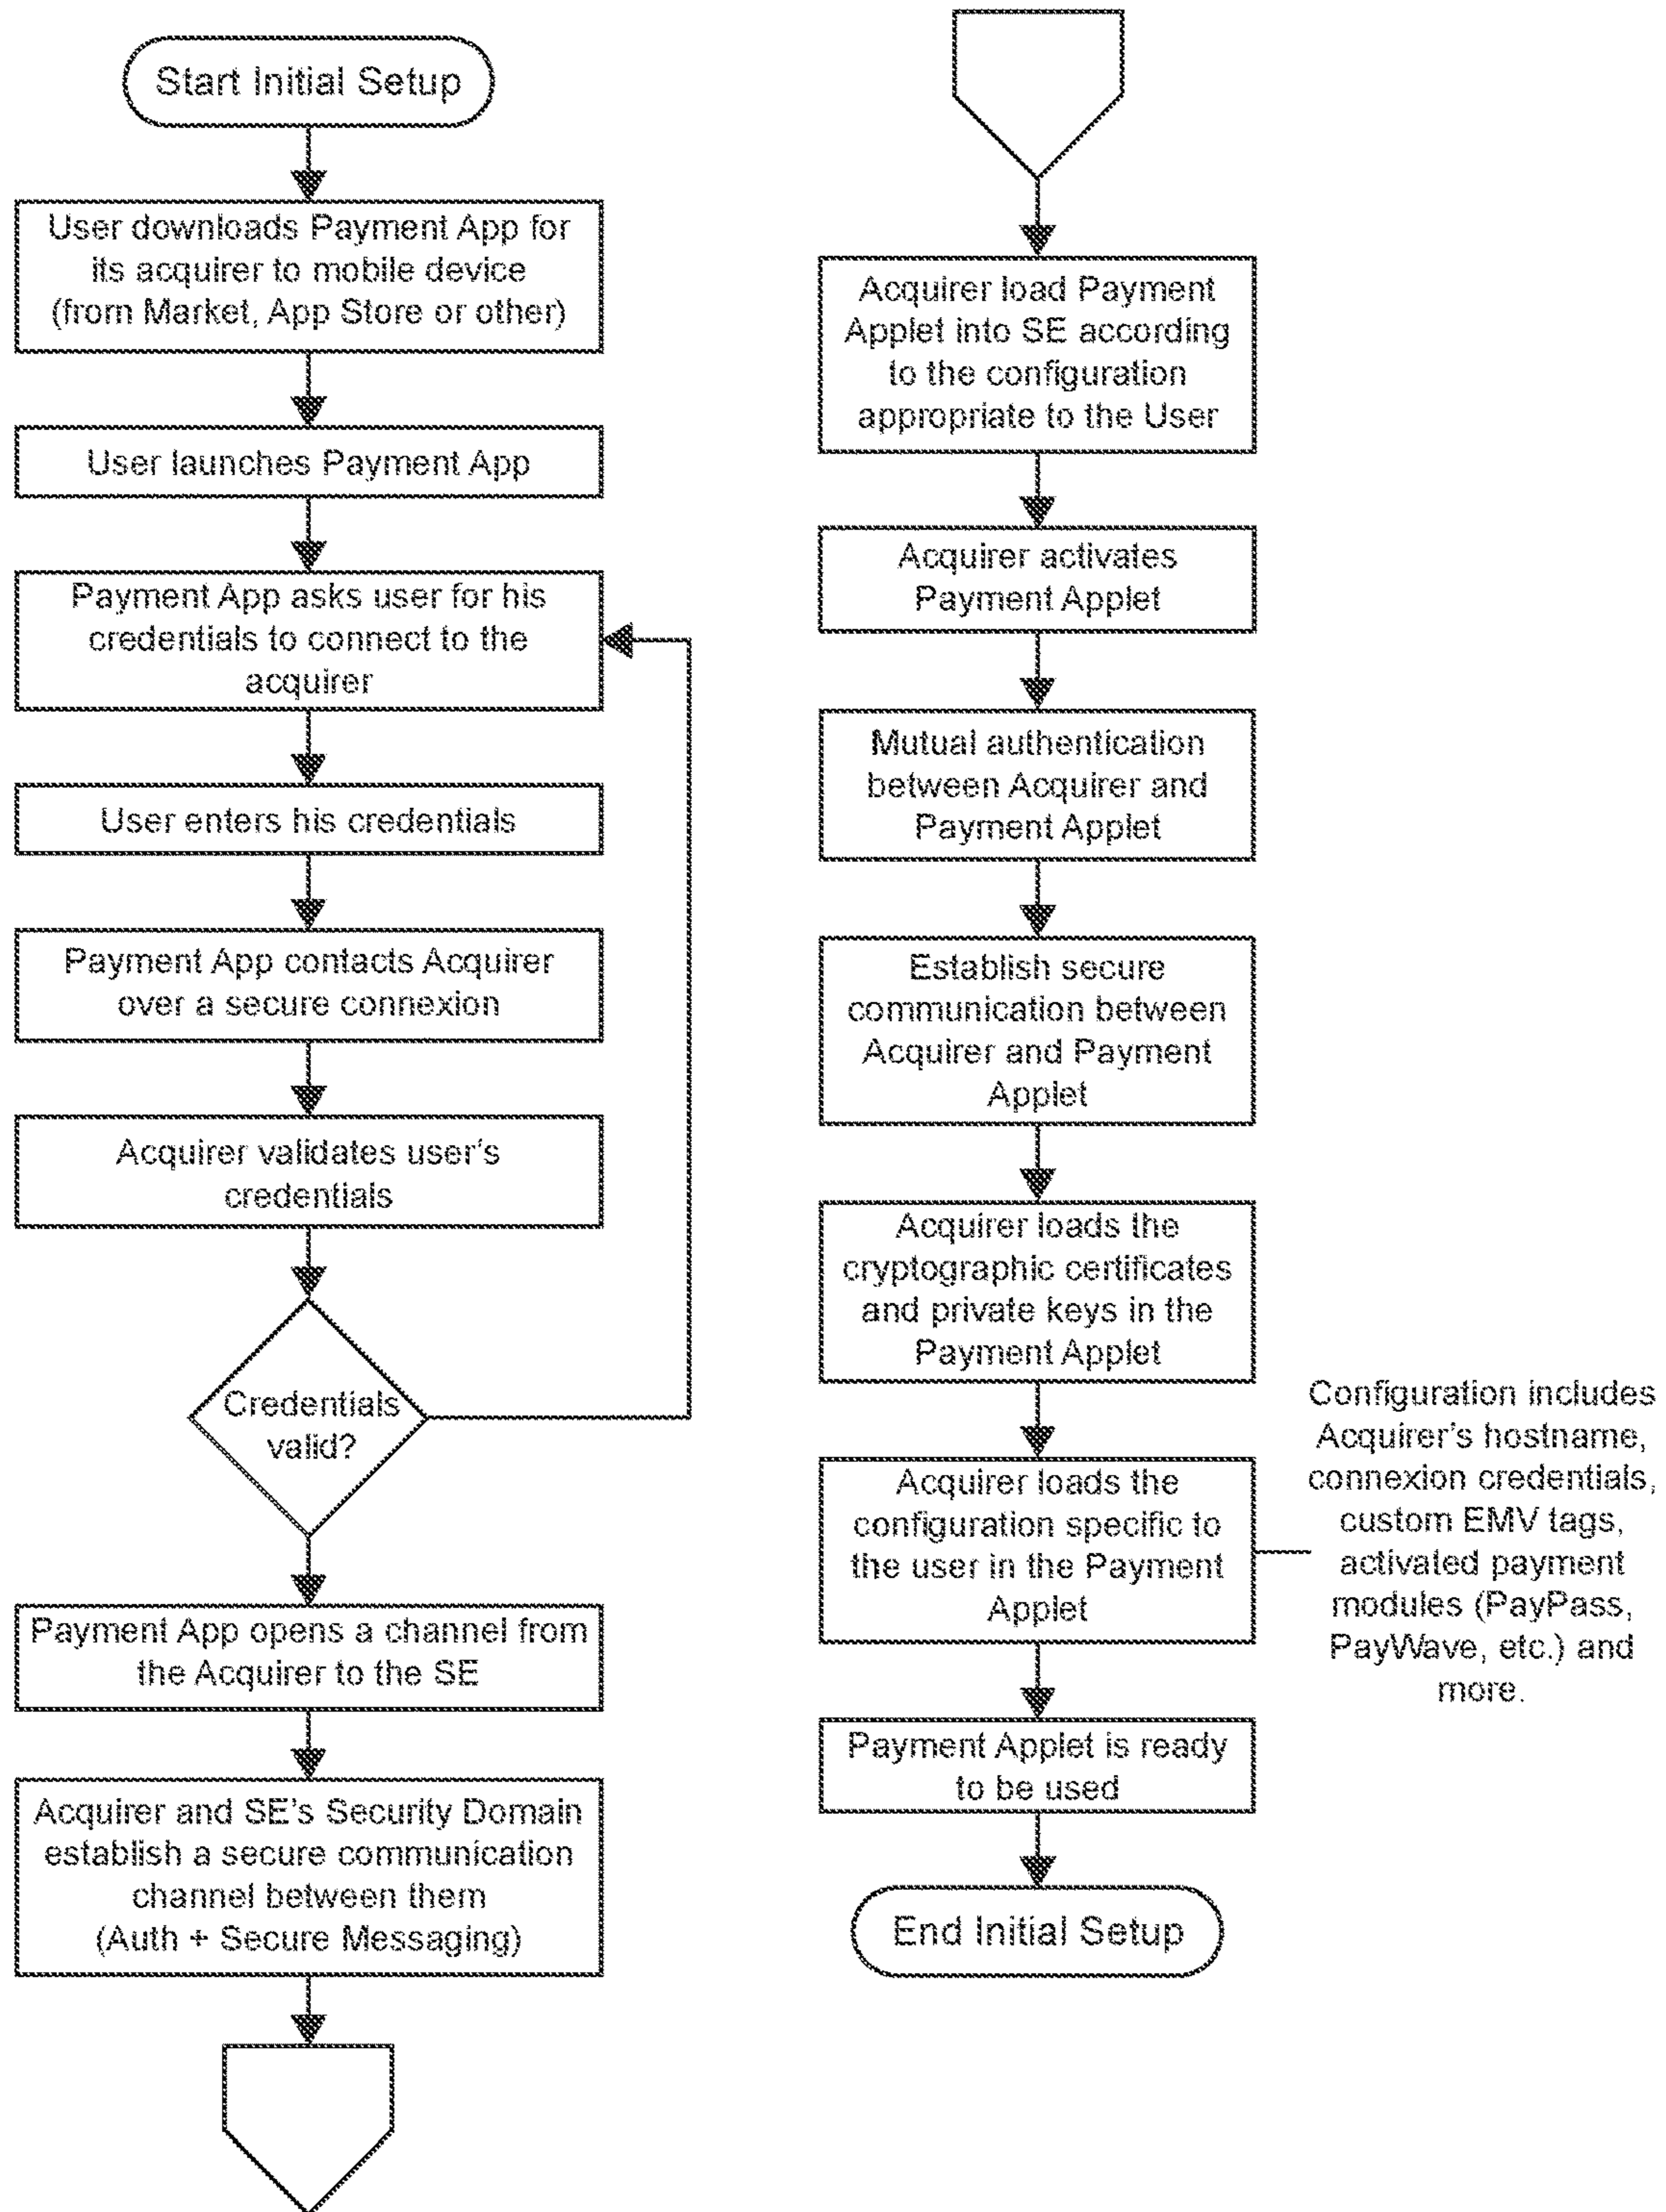 Start Initial Setup
User downloads Payment App for
its acquirer to mobile device
(from Market, App Store or other)
User launches Payment App
Payment App asks user for his
credentials to connect to the
acquirer
User enters his credentials
Payment App contacts Acquirer
over a secure connexion
Acquirer validates user's
credentials
Credentials
valid?
Payment App opens a channel from
the Acquirer to the SE
Acquirer and SE's Security Domain
establish a secure communication
channel between them
(Auth + Secure Messaging)
Acquirer load Payment
Applet into SE according
to the configuration
appropriate to the User
Acquirer activates
Payment Applet
Mutual authentication
between Acquirer and
Payment Applet
Establish secure
communication between
Acquirer and Payment
Applet
Acquirer loads the
cryptographic certificates
and private keys in the
Payment Applet
Acquirer loads the
configuration specific to
the user in the Payment
Applet
Configuration includes
Acquirer's hostname,
connexion credentials,
custom EMV tags,
activated payment
modules (PayPass,
PayWave, etc.) and
more.
Payment Applet is ready
to be used
End Initial Setup